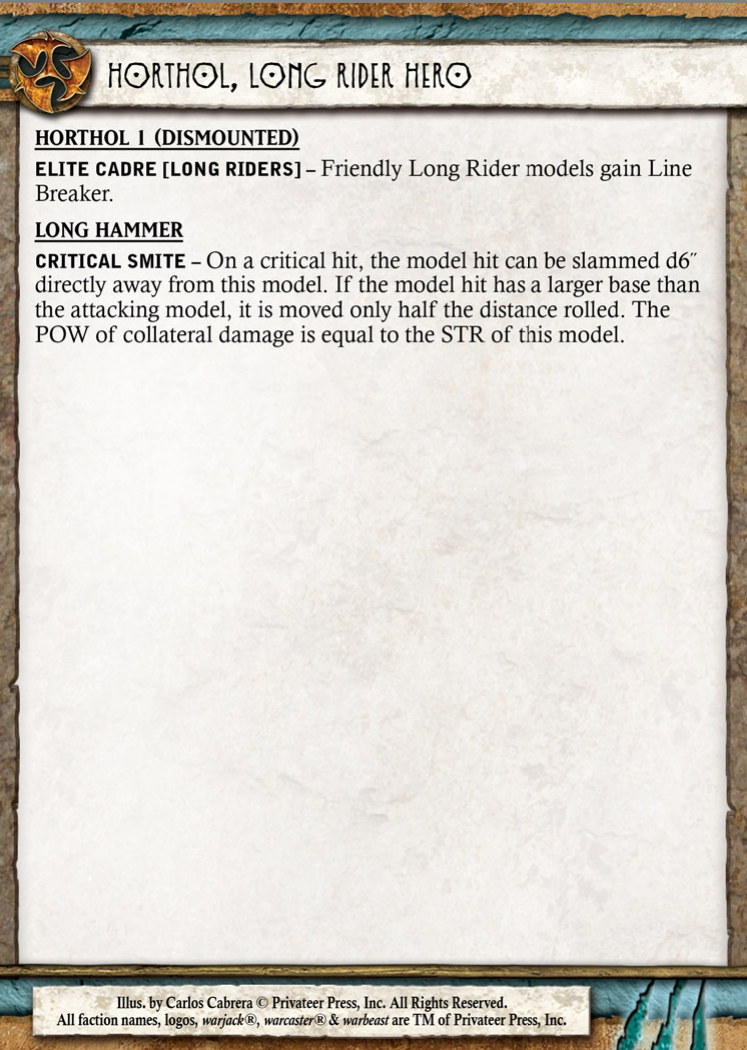 HORTHOL, LONG RIDER HERO
HORTHOL 1 (DISMOUNTED)
ELITE CADRE [LONG RIDERS] – Friendly Long Rider models gain Line
Breaker.
LONG HAMMER
CRITICAL SMITE – On a critical hit, the model hit can be slammed d6˝
directly away from this model. If the model hit has a larger base than
the attacking model, it is moved only half the distance rolled. The
POW of collateral damage is equal to the STR of this model.
Illus. by Carlos Cabrera © Privateer Press, Inc. All Rights Reserved.
All faction names, logos, warjack®, warcaster® & warbeast are TM of Privateer Press, Inc.